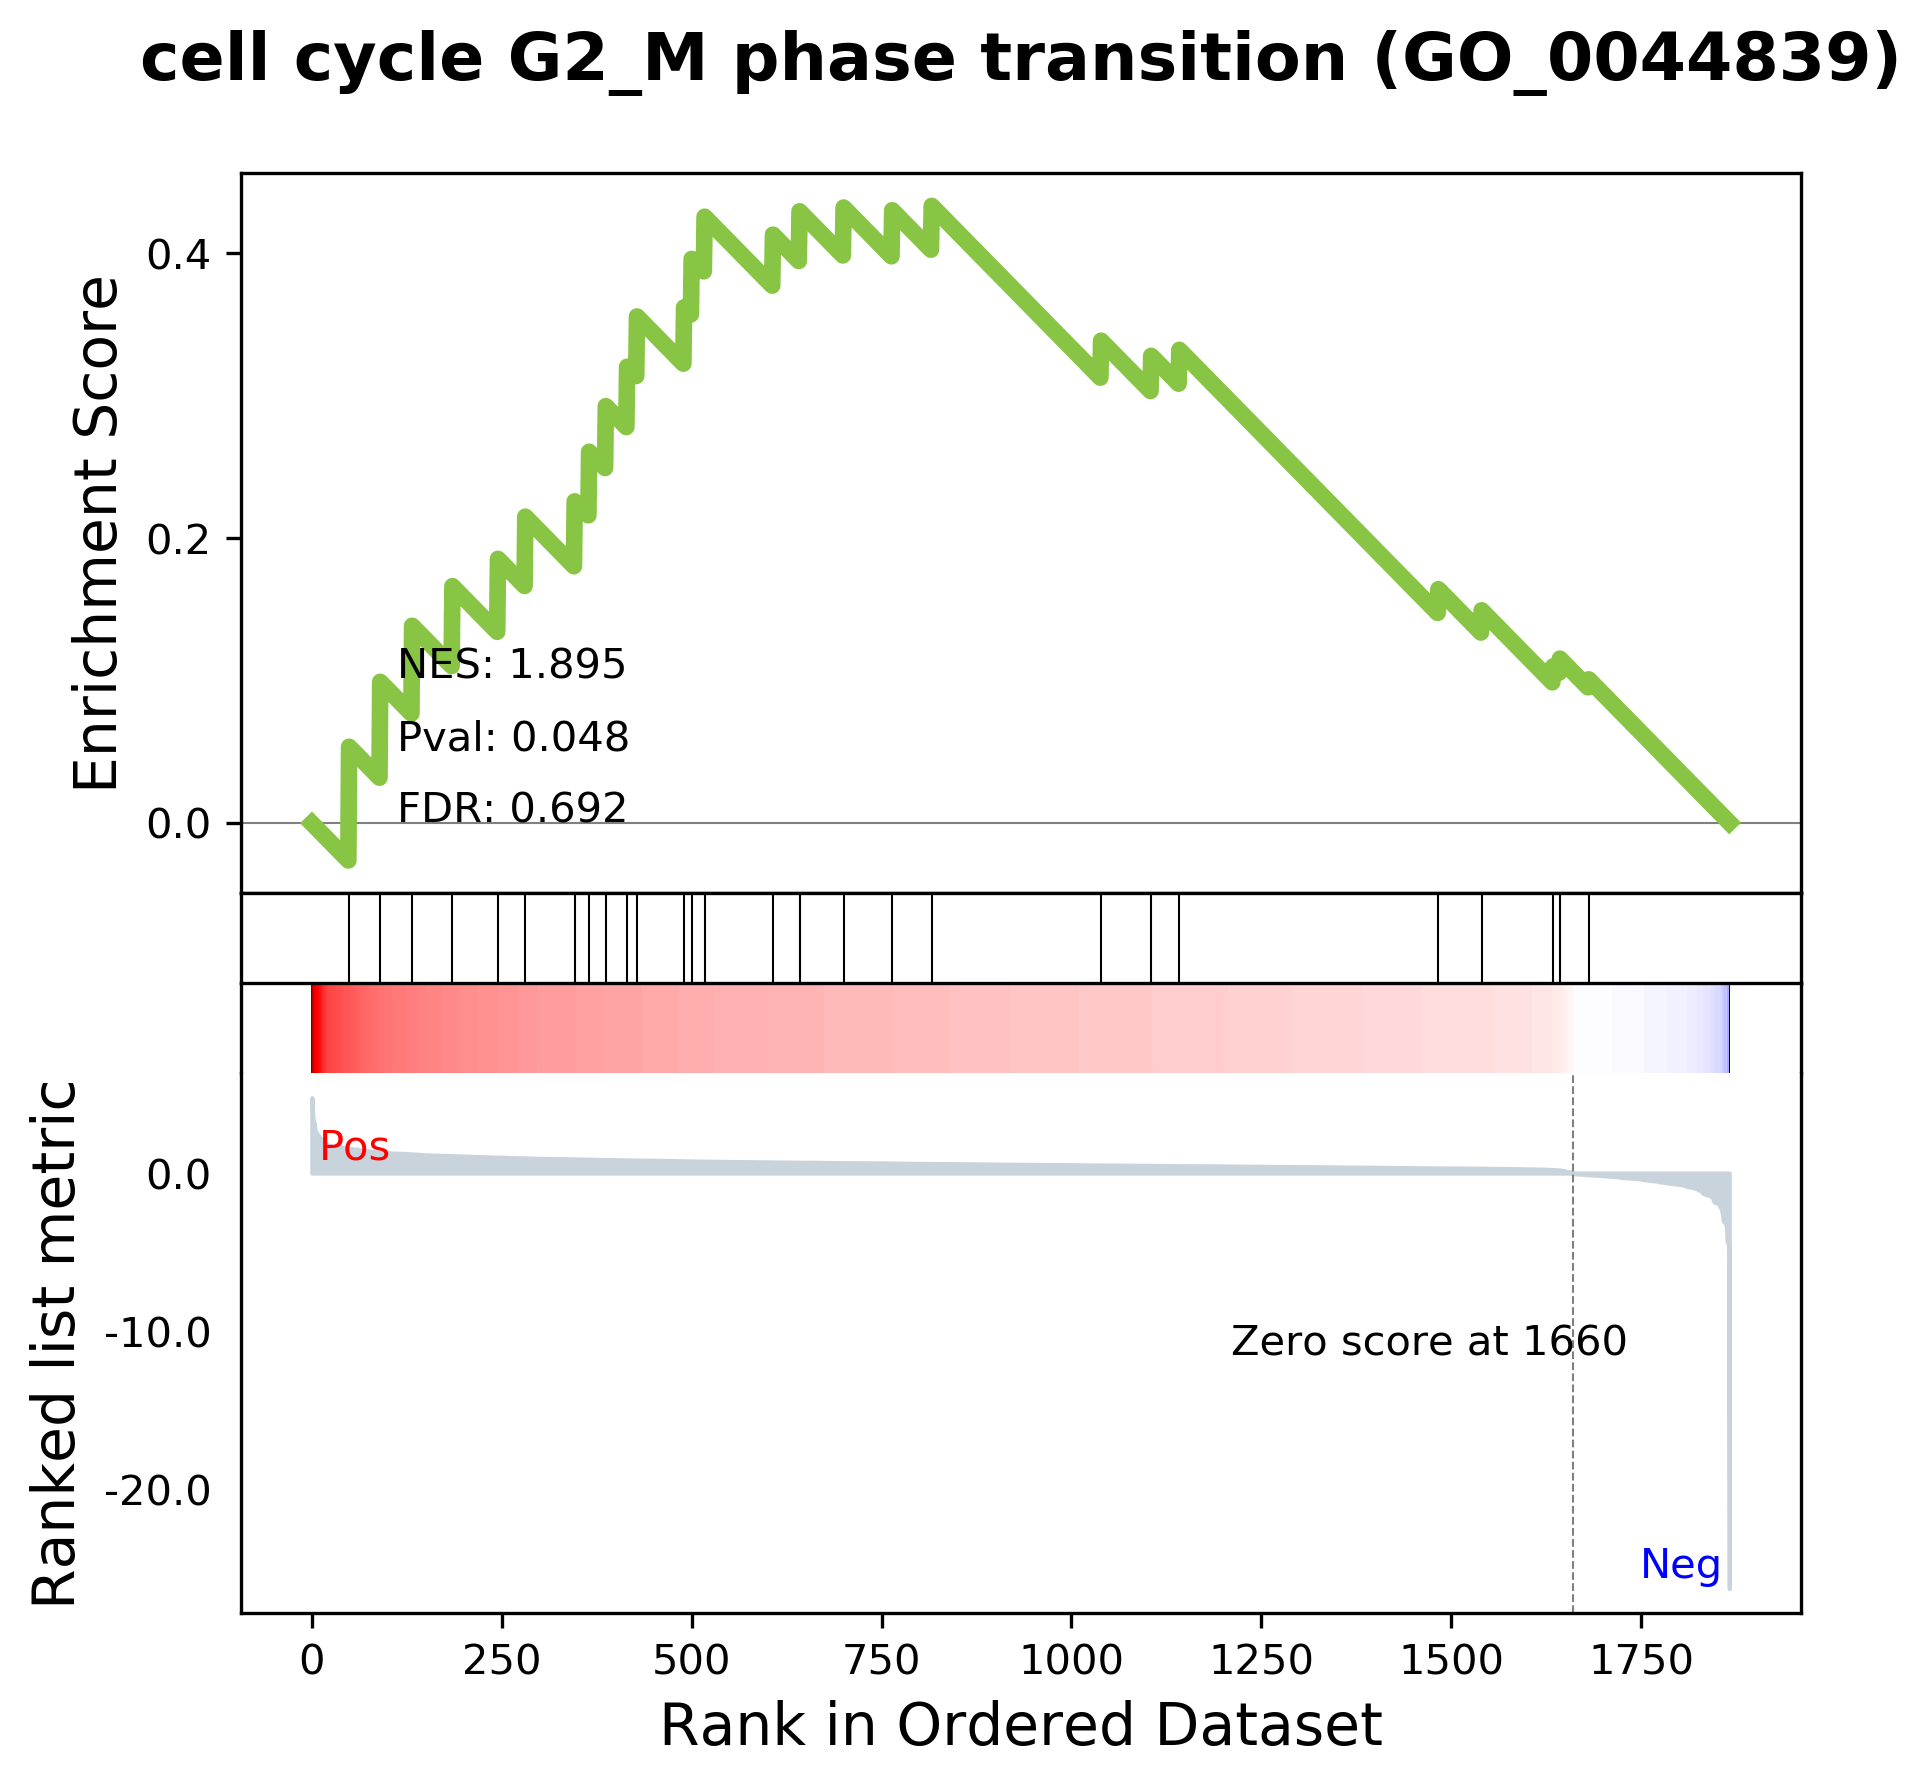 cell cycle G2_M phase transition (GO_0044839)
Enrichment Score
0.4
0.2
0.0
NES: 1.895
Pval: 0.048
FDR: 0.692
Ranked list metric
0.0
-10.0
-20.0
Pos
Zero score at 1660
Neg
0 250 500 750 1000 1250 1500 1750
Rank in Ordered Dataset